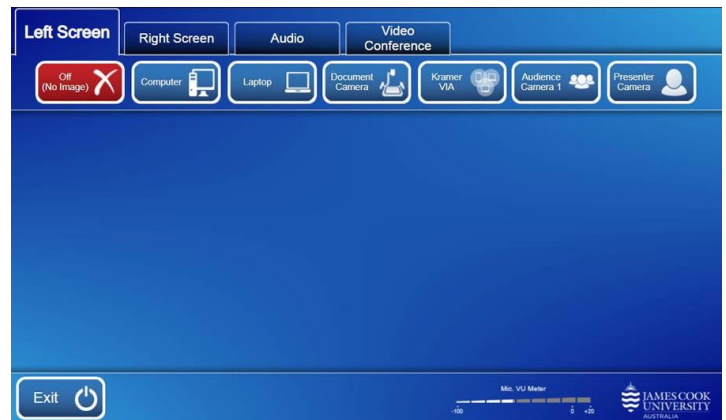 Left Screen
Right Screen
Audio
Video
Conference
Off
(No Image)
Computer
Laptop
Document
Camera
Kramer
VIA
Audience
Camera 1
Presenter
Camera
Exit
Mic. VU Meter
-100
0
+20
JAMES COOK
UNIVERSITY
AUSTRALIA